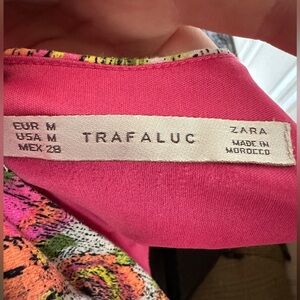 EUR M
USA M
MEX 28
TRAFALUC
ZARA
MADE IN
MOROCCO